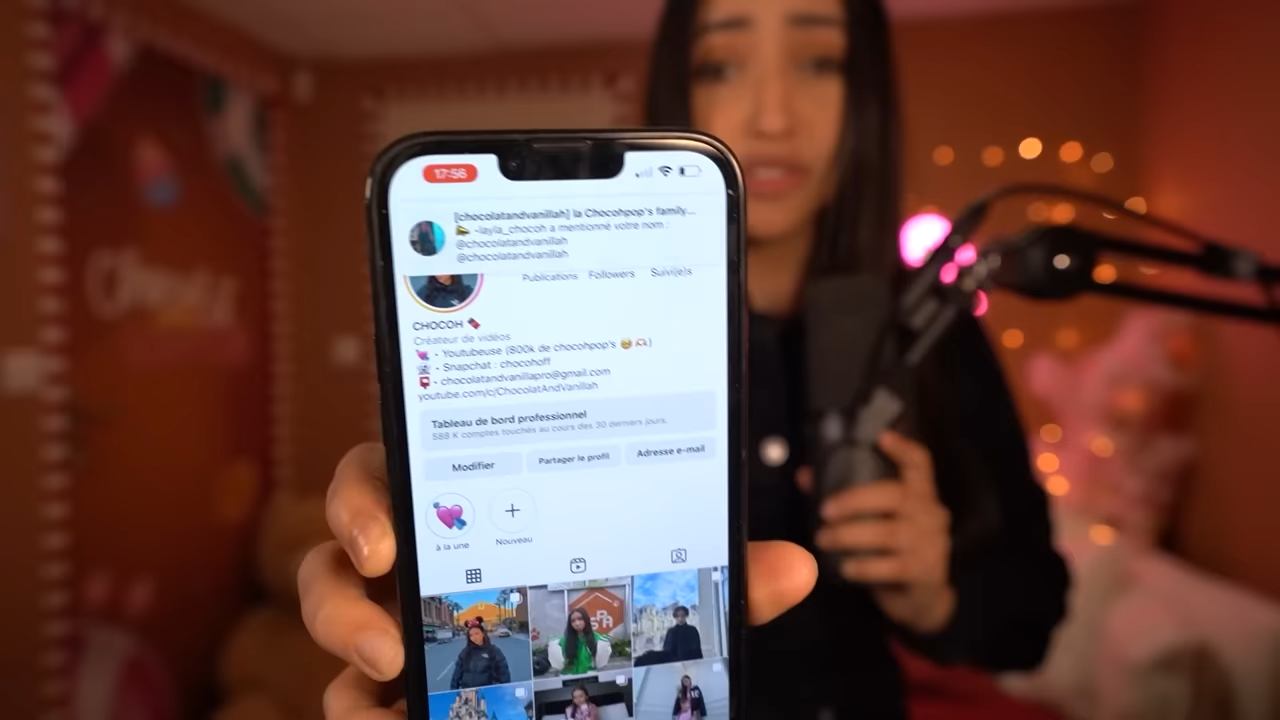 17:56
[chocolatandvanillah] la Chocohpop's family...
📣 -layla_chocoh a mentionné votre nom :
@chocolatandvanillah
@chocolatandvanillah
Publications Followers Suivi(e)s
CHOCOH 🍫
Créateur de vidéos
💘 • Youtubeuse (800k de chocohpop's 🥹🫶🏼)
👻 • Snapchat : chocohoff
📮 • chocolatandvanillapro@gmail.com
youtube.com/c/ChocolatAndVanillah
Tableau de bord professionnel
588 K comptes touchés au cours des 30 derniers jours.
Modifier Partager le profil Adresse e-mail
à la une Nouveau